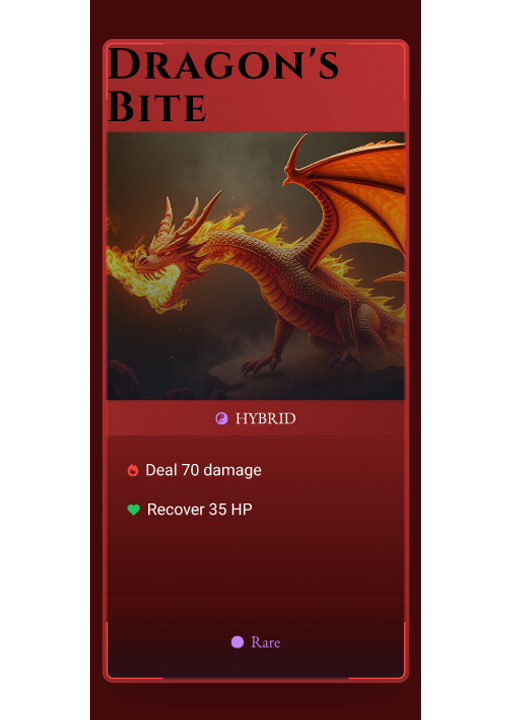 Dragon's
Bite
HYBRID
Deal 70 damage
Recover 35 HP
Rare